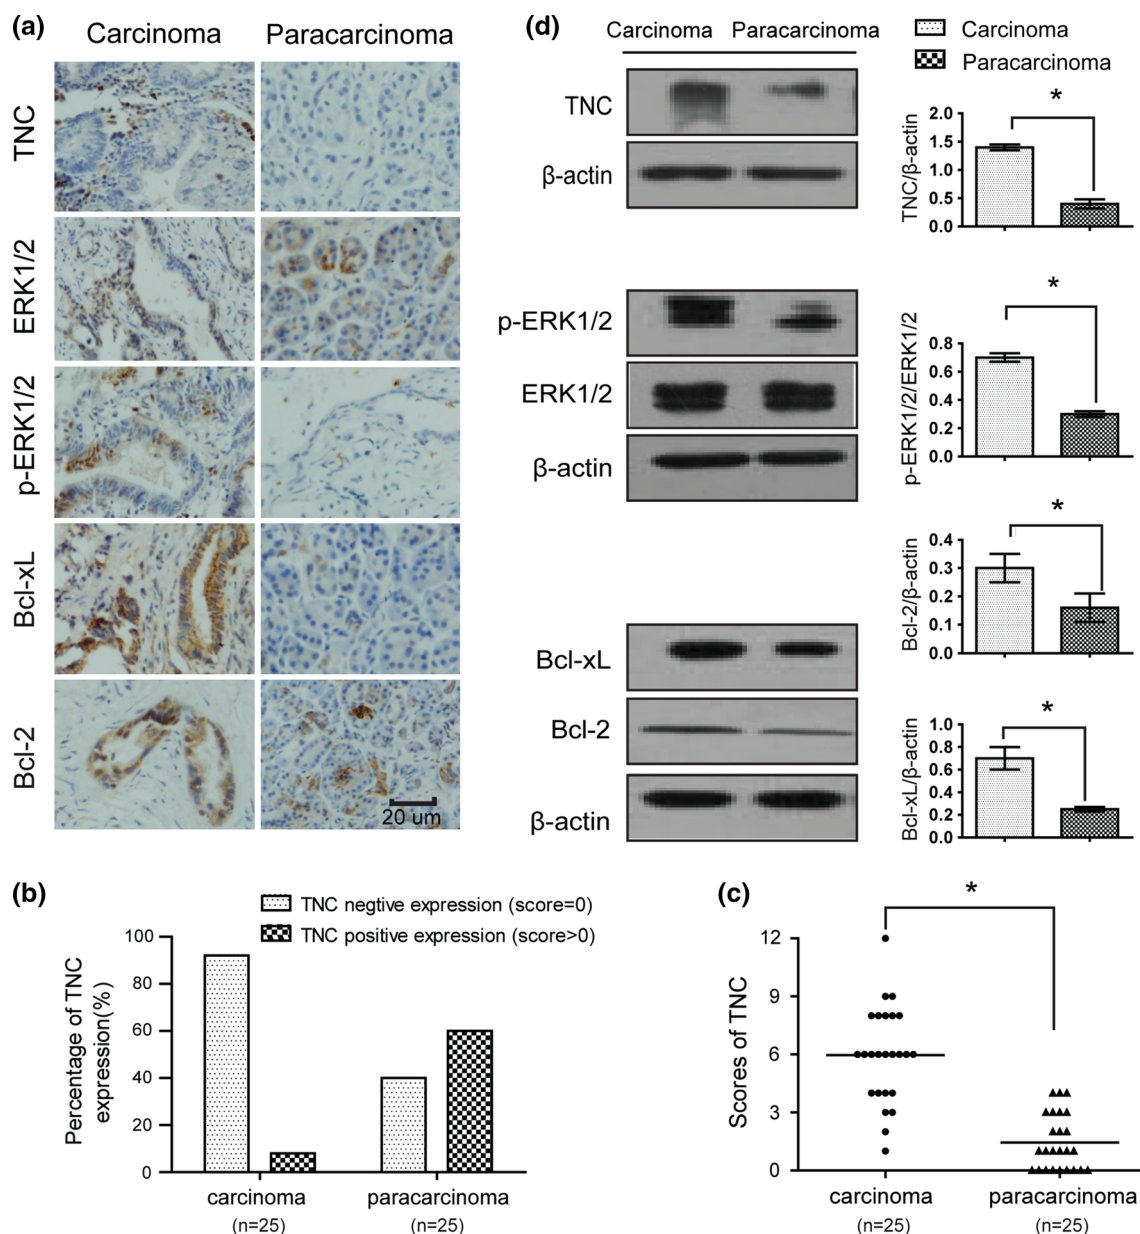 (a)
Carcinoma Paracarcinoma
TNC
ERK1/2
p-ERK1/2
Bcl-xL
Bcl-2
20 um
(d)
Carcinoma Paracarcinoma
TNC
β-actin
p-ERK1/2
ERK1/2
β-actin
Bcl-xL
Bcl-2
β-actin
Carcinoma
Paracarcinoma
*
TNC/β-actin
2.0
1.5
1.0
0.5
0.0
*
p-ERK1/2/ERK1/2
0.8
0.6
0.4
0.2
0.0
*
Bcl-2/β-actin
0.4
0.3
0.2
0.1
0.0
*
Bcl-xL/β-actin
1.0
0.8
0.6
0.4
0.2
0.0
(b)
TNC negtive expression (score=0)
TNC positive expression (score>0)
Percentage of TNC
expression(%)
100
80
60
40
20
0
carcinoma paracarcinoma
(n=25) (n=25)
(c)
*
Scores of TNC
12
9
6
3
0
carcinoma paracarcinoma
(n=25) (n=25)